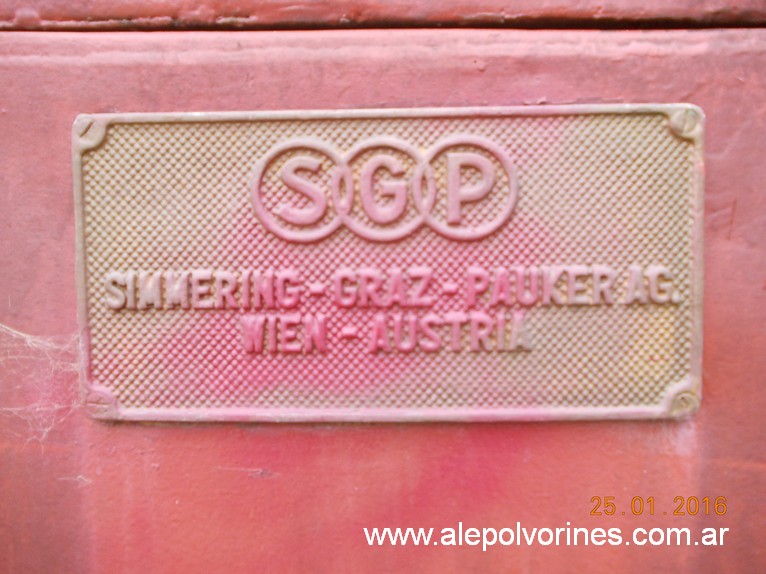 SGP
SIMMERING-GRAZ-PAUKER AG.
WIEN-AUSTRIA
25.01.2016
www.alepolvorines.com.ar